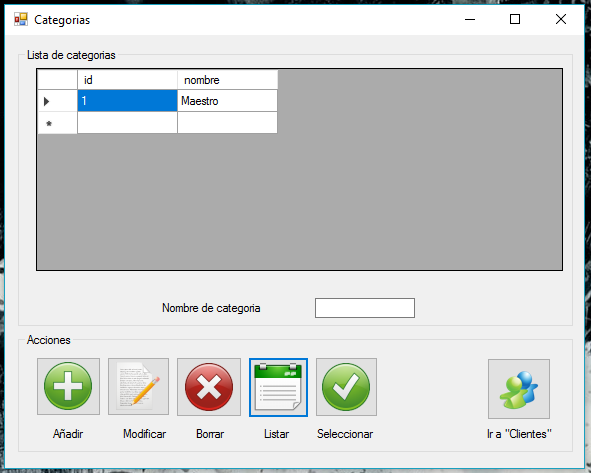 Categorias
Lista de categorias
id nombre
1 Maestro
*
Nombre de categoria
Acciones
Añadir Modificar Borrar Listar Seleccionar Ir a "Clientes"